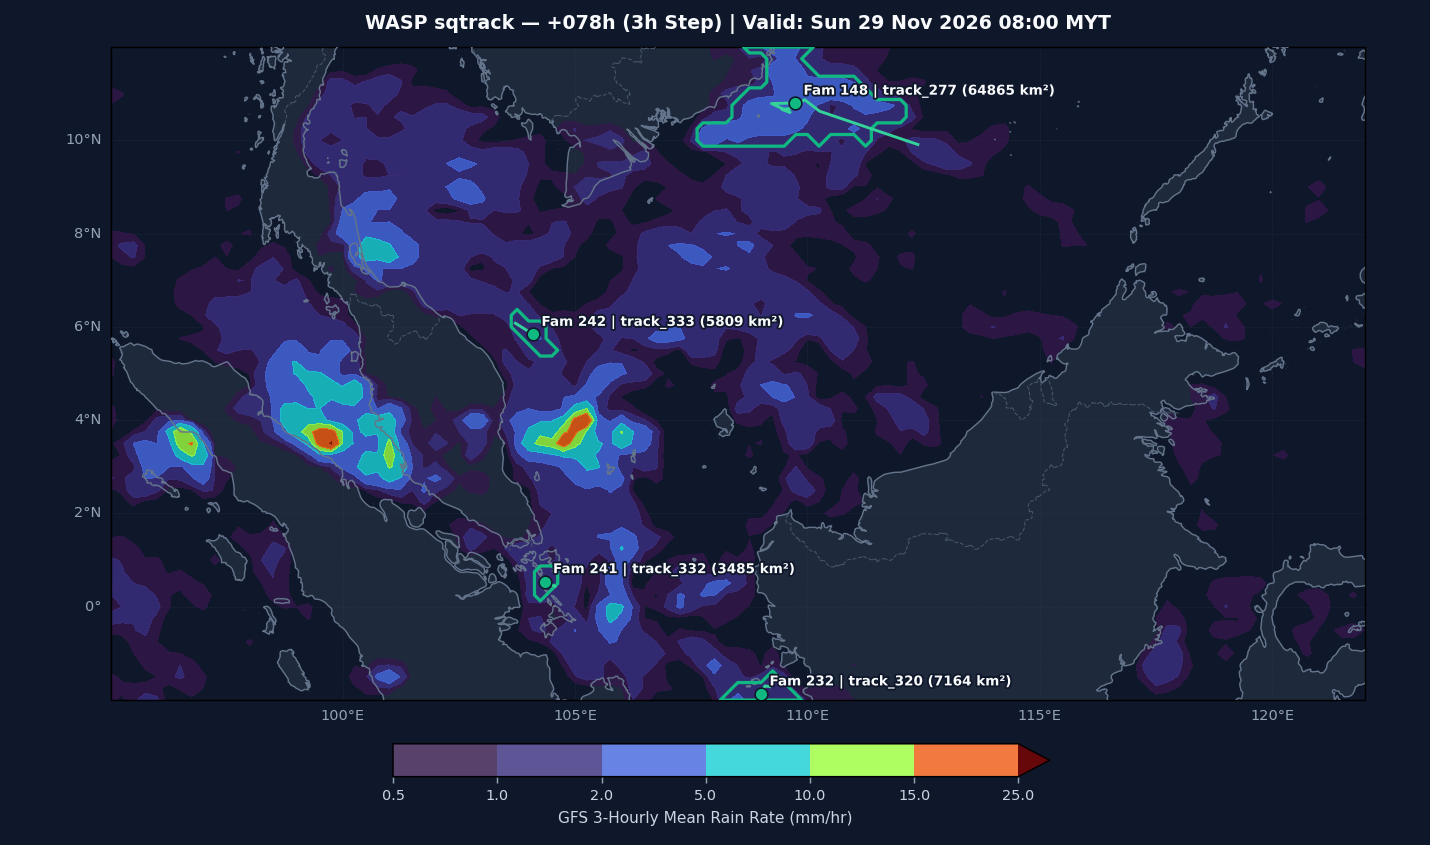 WASP sqtrack — +078h (3h Step) | Valid: Sun 29 Nov 2026 08:00 MYT
Fam 148 | track_277 (64865 km²)
10°N
8°N
6°N
Fam 242 | track_333 (5809 km²)
4°N
2°N
Fam 241 | track_332 (3485 km²)
0°
Fam 232 | track_320 (7164 km²)
100°E 105°E 110°E 115°E 120°E
0.5 1.0 2.0 5.0 10.0 15.0 25.0
GFS 3-Hourly Mean Rain Rate (mm/hr)